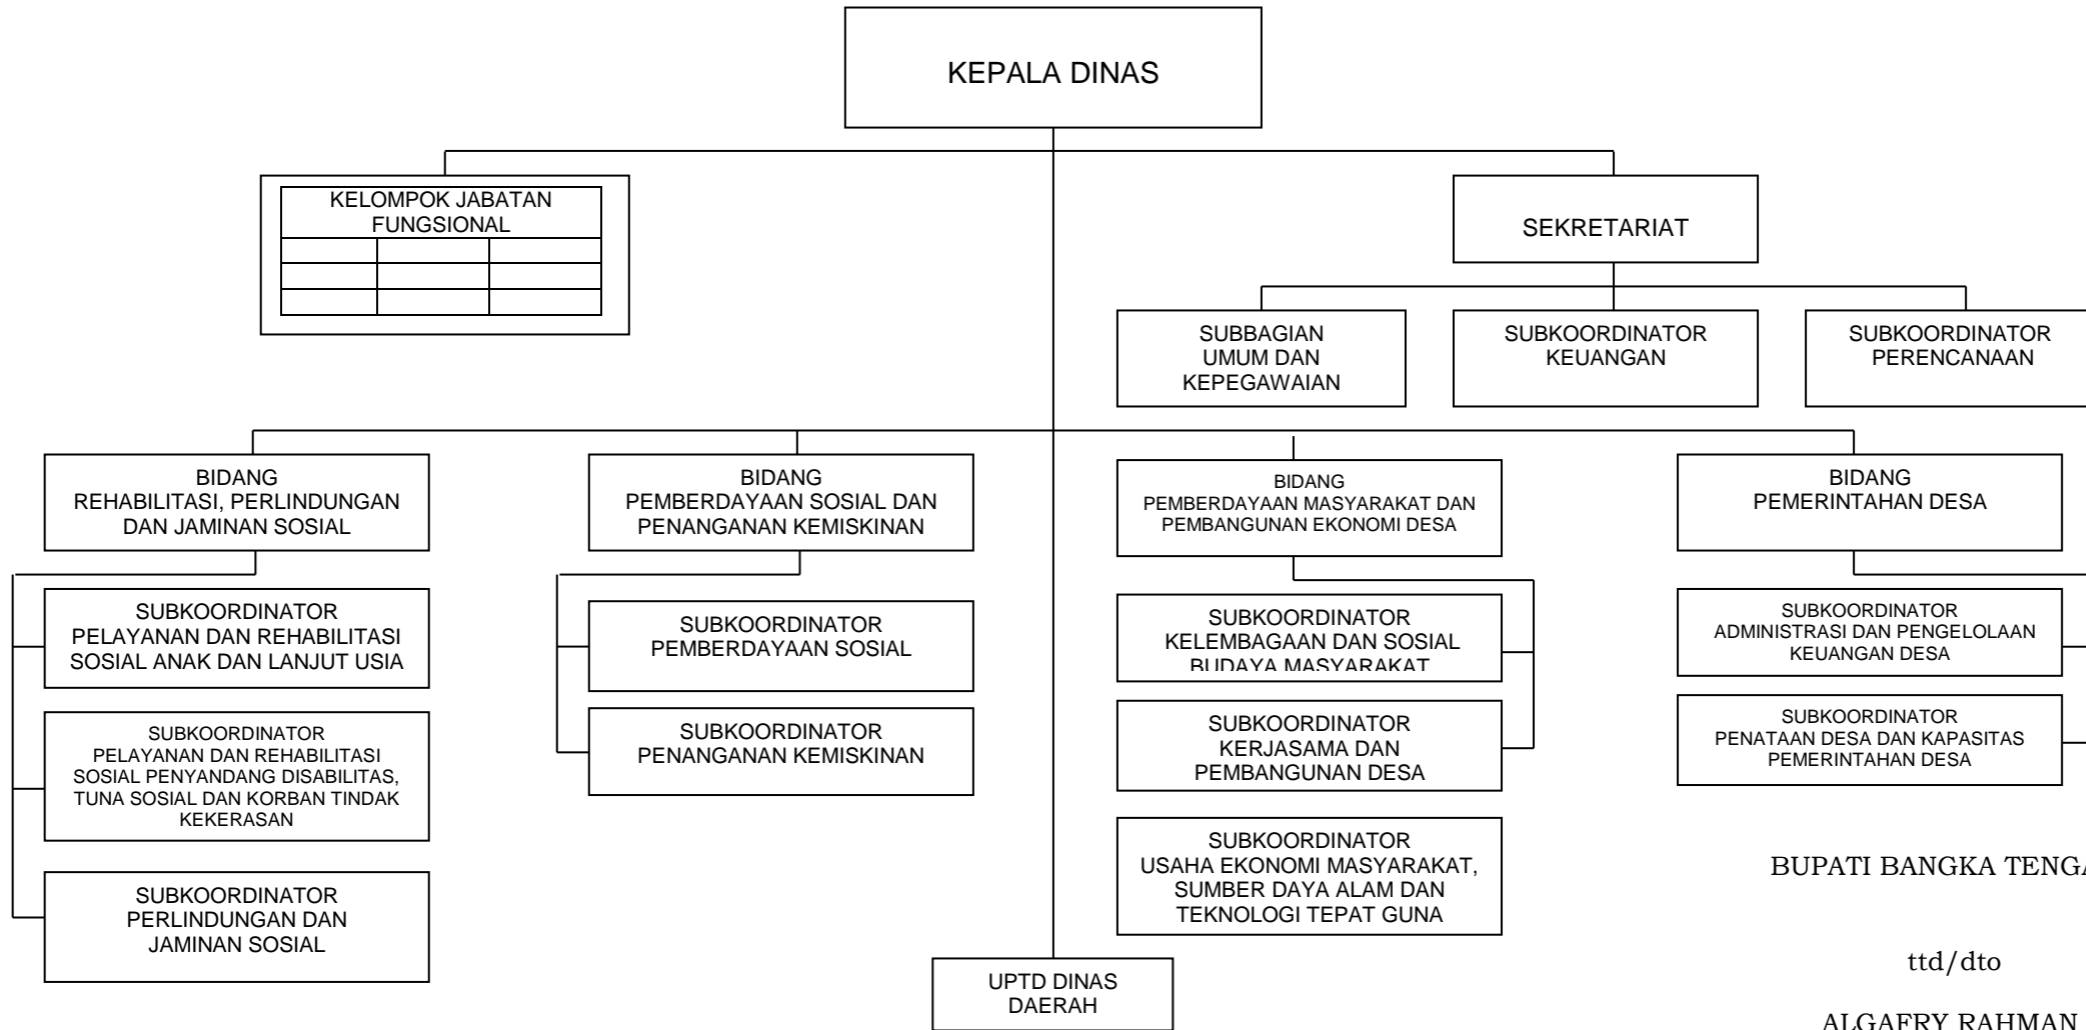 KEPALA DINAS
KELOMPOK JABATAN
FUNGSIONAL
SEKRETARIAT
SUBBAGIAN
UMUM DAN
KEPEGAWAIAN
SUBKOORDINATOR
KEUANGAN
SUBKOORDINATOR
PERENCANAAN
BIDANG
REHABILITASI, PERLINDUNGAN
DAN JAMINAN SOSIAL
BIDANG
PEMBERDAYAAN SOSIAL DAN
PENANGANAN KEMISKINAN
BIDANG
PEMBERDAYAAN MASYARAKAT DAN
PEMBANGUNAN EKONOMI DESA
BIDANG
PEMERINTAHAN DESA
SUBKOORDINATOR
PELAYANAN DAN REHABILITASI
SOSIAL ANAK DAN LANJUT USIA
SUBKOORDINATOR
PEMBERDAYAAN SOSIAL
SUBKOORDINATOR
KELEMBAGAAN DAN SOSIAL
BUDAYA MASYARAKAT
SUBKOORDINATOR
ADMINISTRASI DAN PENGELOLAAN
KEUANGAN DESA
SUBKOORDINATOR
PELAYANAN DAN REHABILITASI
SOSIAL PENYANDANG DISABILITAS,
TUNA SOSIAL DAN KORBAN TINDAK
KEKERASAN
SUBKOORDINATOR
PENANGANAN KEMISKINAN
SUBKOORDINATOR
KERJASAMA DAN
PEMBANGUNAN DESA
SUBKOORDINATOR
PENATAAN DESA DAN KAPASITAS
PEMERINTAHAN DESA
SUBKOORDINATOR
PERLINDUNGAN DAN
JAMINAN SOSIAL
SUBKOORDINATOR
USAHA EKONOMI MASYARAKAT,
SUMBER DAYA ALAM DAN
TEKNOLOGI TEPAT GUNA
UPTD DINAS
DAERAH
BUPATI BANGKA TENGA
ttd/dto
ALGAFRY RAHMAN